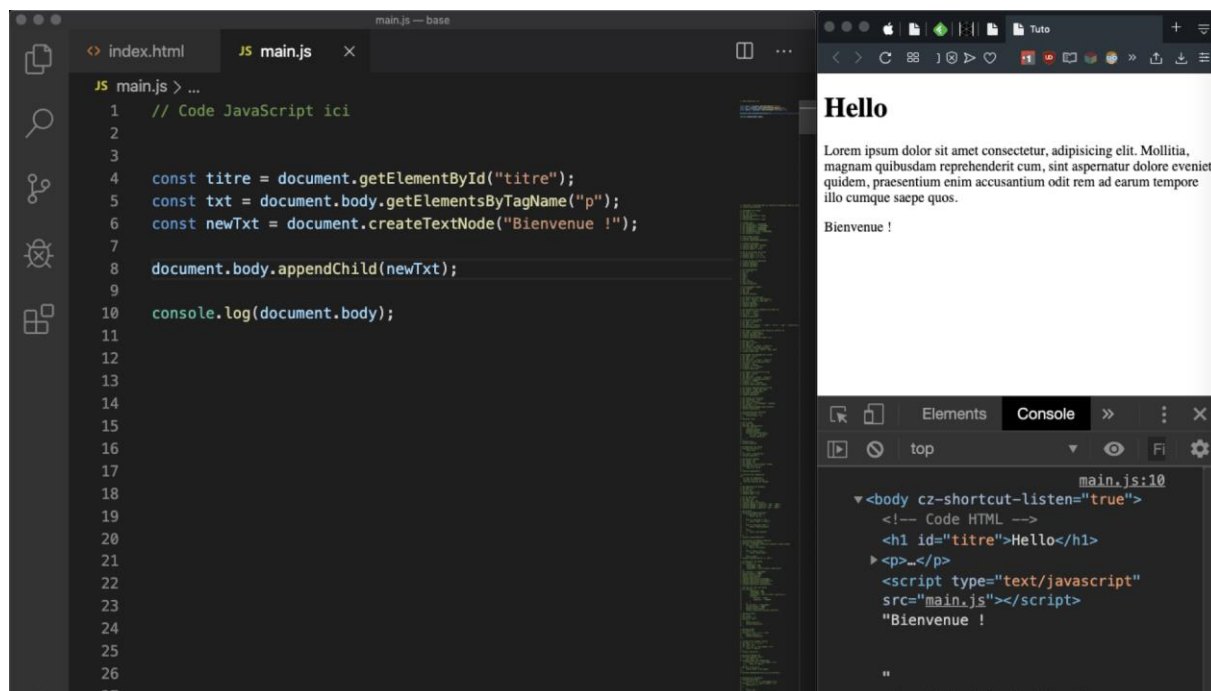 main.js — base
index.html
JS main.js
JS main.js > ...
1 // Code JavaScript ici
2
3
4 const titre = document.getElementById("titre");
5 const txt = document.body.getElementsByTagName("p");
6 const newTxt = document.createTextNode("Bienvenue !");
7
8 document.body.appendChild(newTxt);
9
10 console.log(document.body);
11
12
13
14
15
16
17
18
19
20
21
22
23
24
25
26
Tuto
Hello
Lorem ipsum dolor sit amet consectetur, adipisicing elit. Mollitia,
magnam quibusdam reprehenderit cum, sint aspernatur dolore eveniet
quidem, praesentium enim accusantium odit rem ad earum tempore
illo cumque saepe quos.
Bienvenue !
Elements Console »
top Fi
main.js:10
<body cz-shortcut-listen="true">
<!-- Code HTML -->
<h1 id="titre">Hello</h1>
<p>…</p>
<script type="text/javascript"
src="main.js"></script>
"Bienvenue !
"